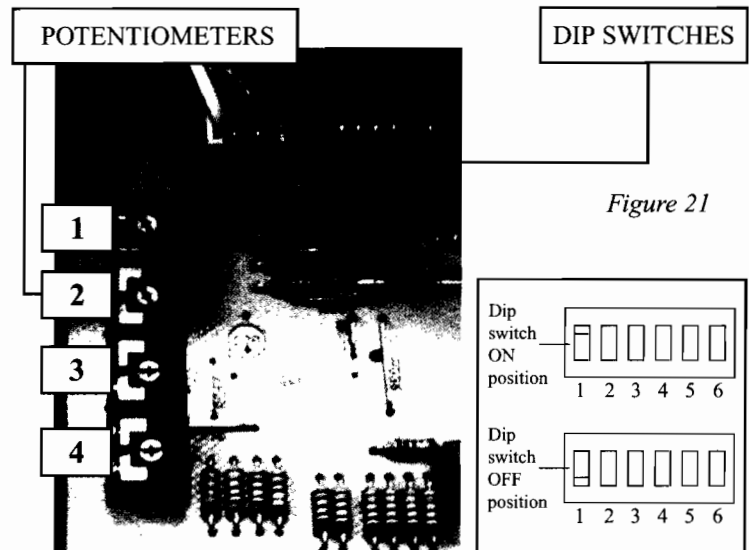 POTENTIOMETERS
DIP SWITCHES
1
2
3
4
Figure 21
Dip
switch
ON
position
1 2 3 4 5 6
Dip
switch
OFF
position
1 2 3 4 5 6